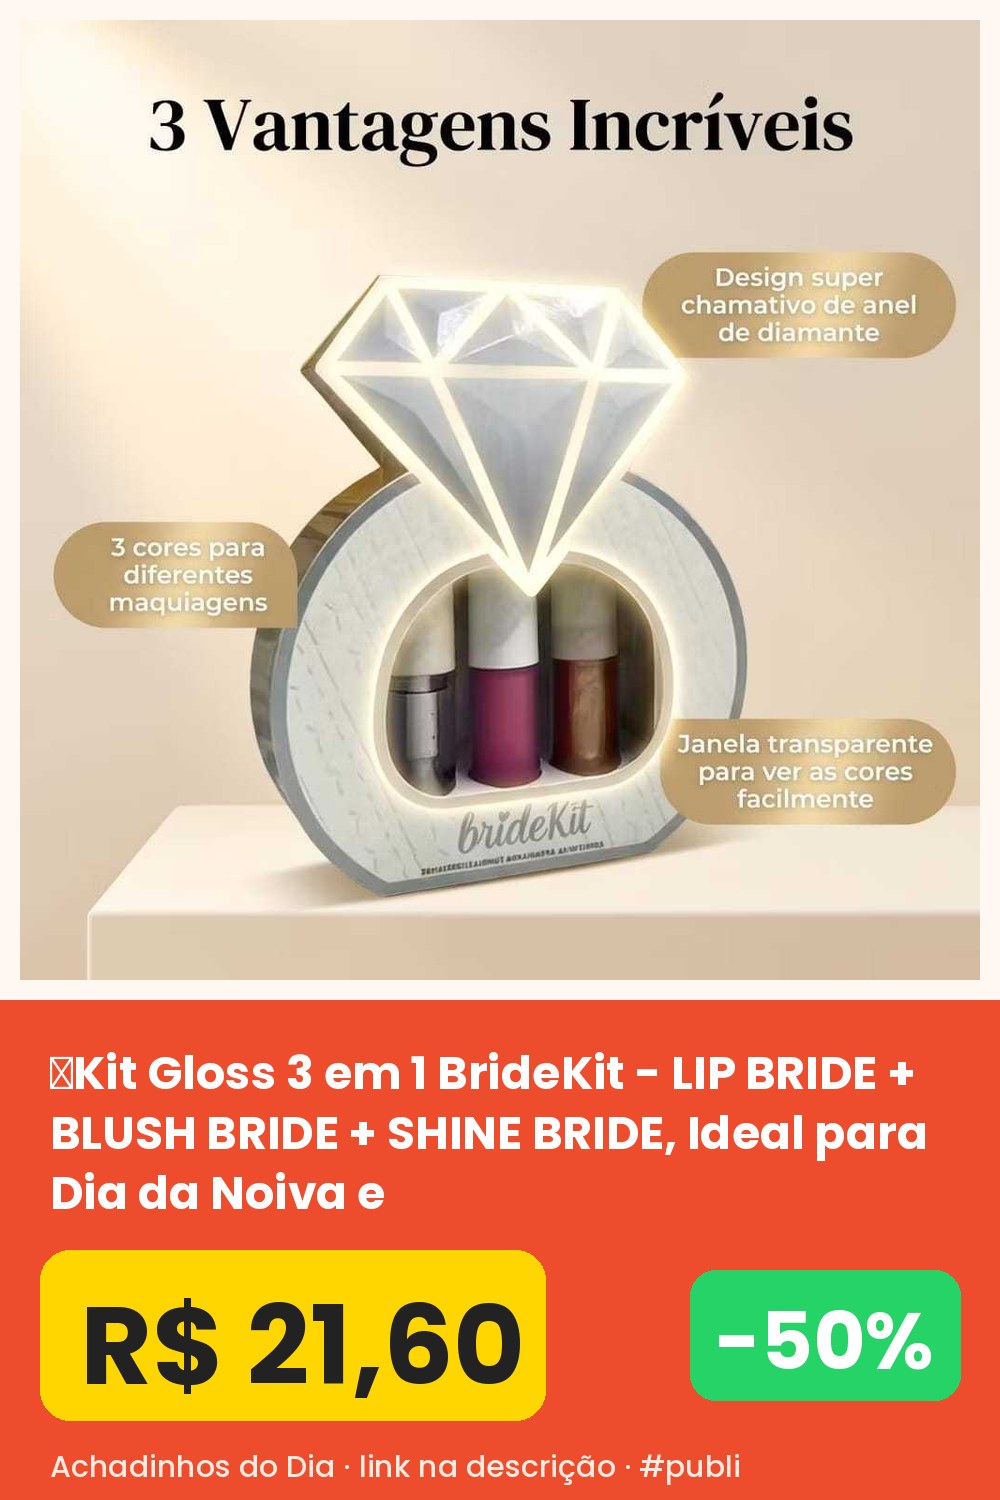 3 Vantagens Incríveis
Design super
chamativo de anel
de diamante
3 cores para
diferentes
maquiagens
Janela transparente
para ver as cores
facilmente
brideKit
Kit Gloss 3 em 1 BrideKit - LIP BRIDE +
BLUSH BRIDE + SHINE BRIDE, Ideal para
Dia da Noiva e
R$ 21,60
-50%
Achadinhos do Dia · link na descrição · #publi